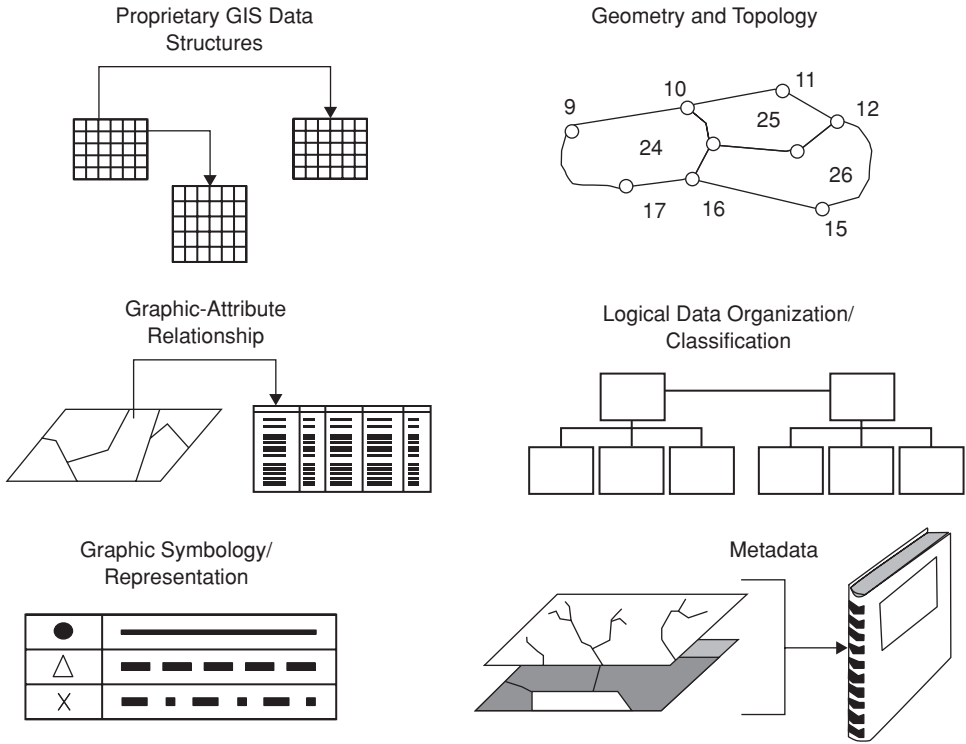 Proprietary GIS Data
Structures
Geometry and Topology
9
10
11
12
24
25
26
17
16
15
Graphic-Attribute
Relationship
Logical Data Organization/
Classification
Graphic Symbology/
Representation
X
Metadata